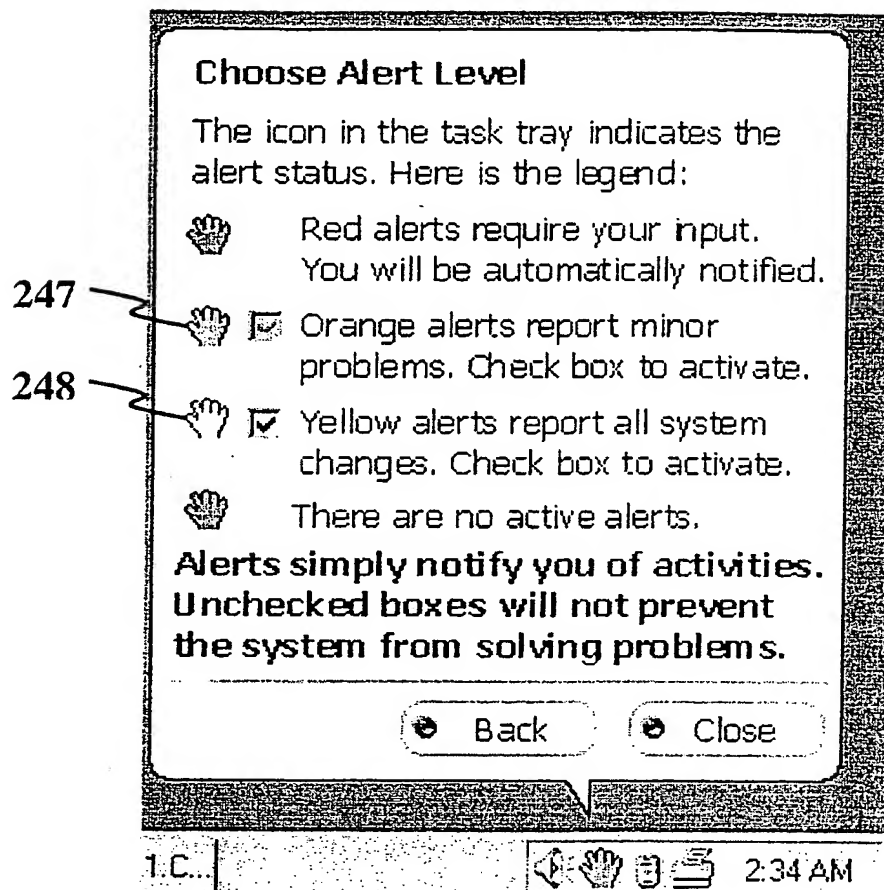 Choose Alert Level
The icon in the task tray indicates the
alert status. Here is the legend:
Red alerts require your input.
You will be automatically notified.
247
Orange alerts report minor
problems. Check box to activate.
248
Yellow alerts report all system
changes. Check box to activate.
There are no active alerts.
Alerts simply notify you of activities.
Unchecked boxes will not prevent
the system from solving problems.
Back Close
1.C... 2:34 AM